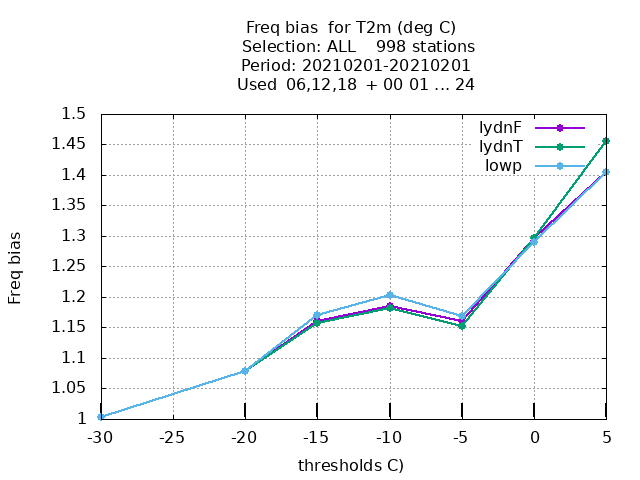 Freq bias  for T2m (deg C)
Selection: ALL    998 stations
Period: 20210201-20210201
Used  06,12,18  + 00 01 ... 24
1.5
1.45
1.4
1.35
1.3
1.25
1.2
1.15
1.1
1.05
1
Freq bias
lydnF
lydnT
lowp
-30 -25 -20 -15 -10 -5 0 5
thresholds C)